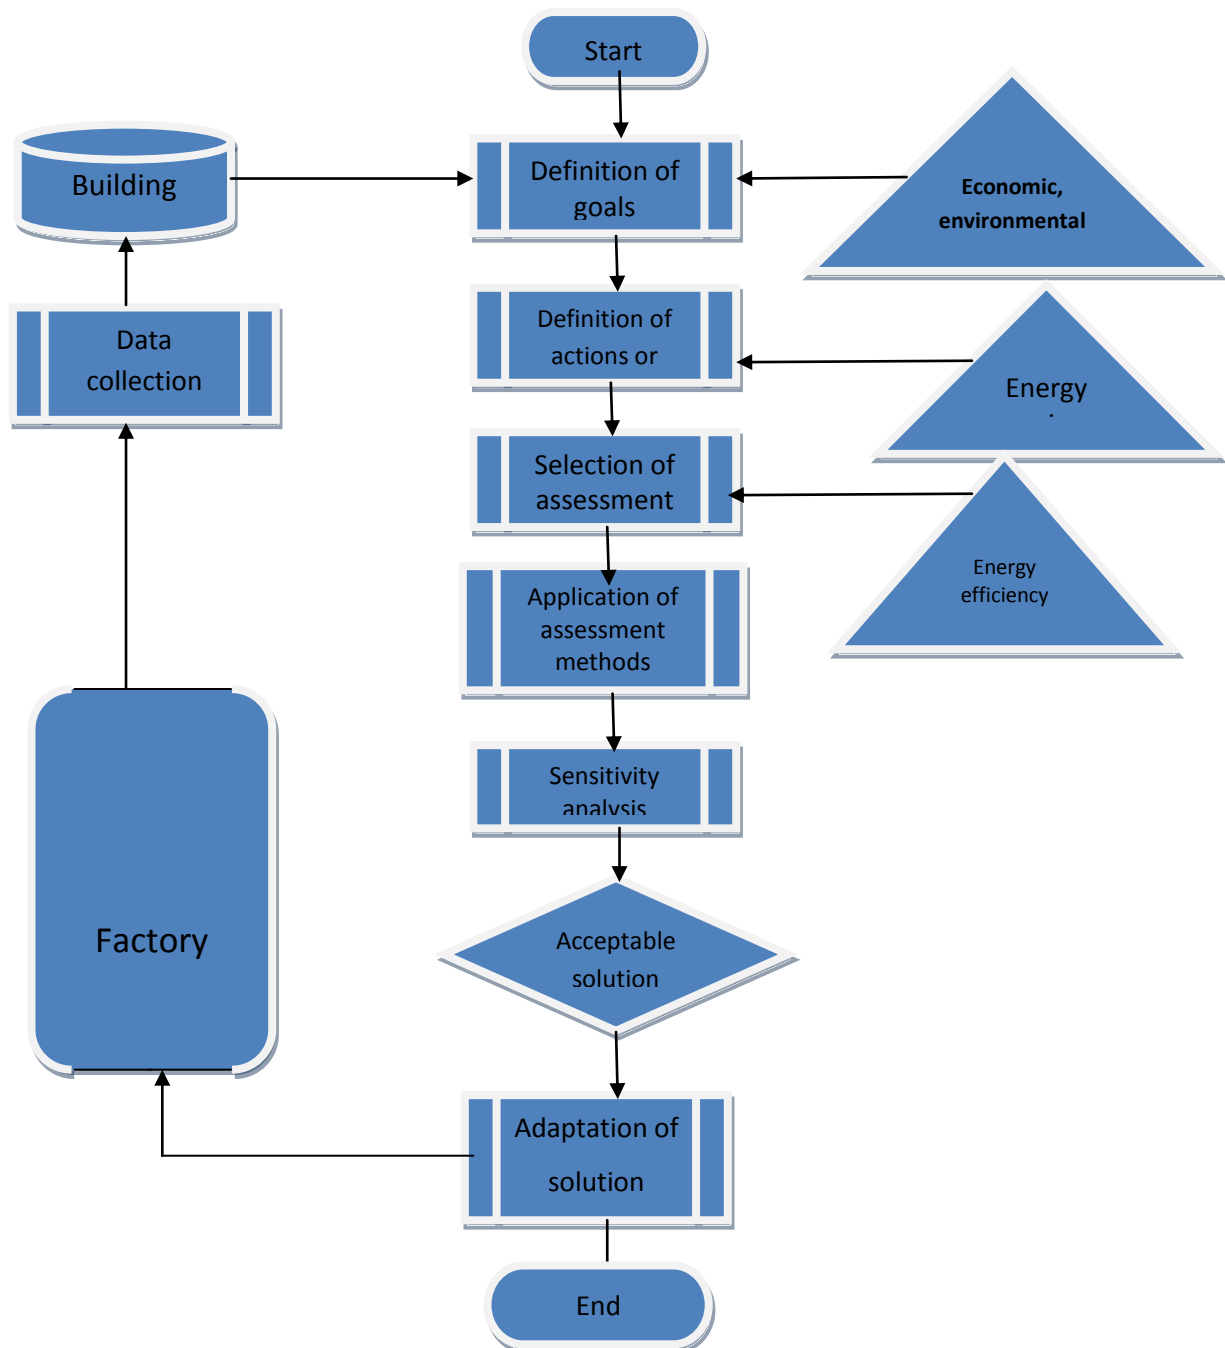 Start
Building
Definition of
goals
Economic,
environmental
Data
collection
Definition of
actions or
Energy
Selection of
assessment
Energy
efficiency
Application of
assessment
methods
Sensitivity
analysis
Factory
Acceptable
solution
Adaptation of
solution
End